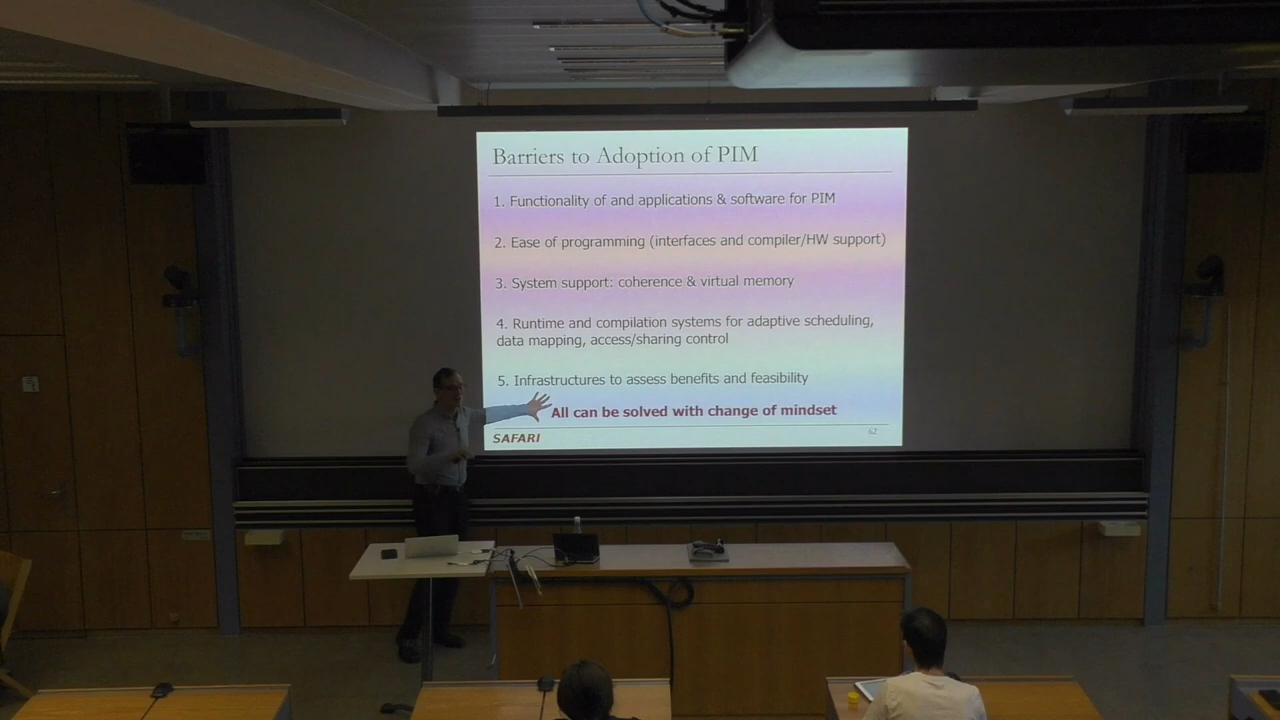 Barriers to Adoption of PIM
1. Functionality of and applications & software for PIM
2. Ease of programming (interfaces and compiler/HW support)
3. System support: coherence & virtual memory
4. Runtime and compilation systems for adaptive scheduling,
data mapping, access/sharing control
5. Infrastructures to assess benefits and feasibility
All can be solved with change of mindset
SAFARI
62